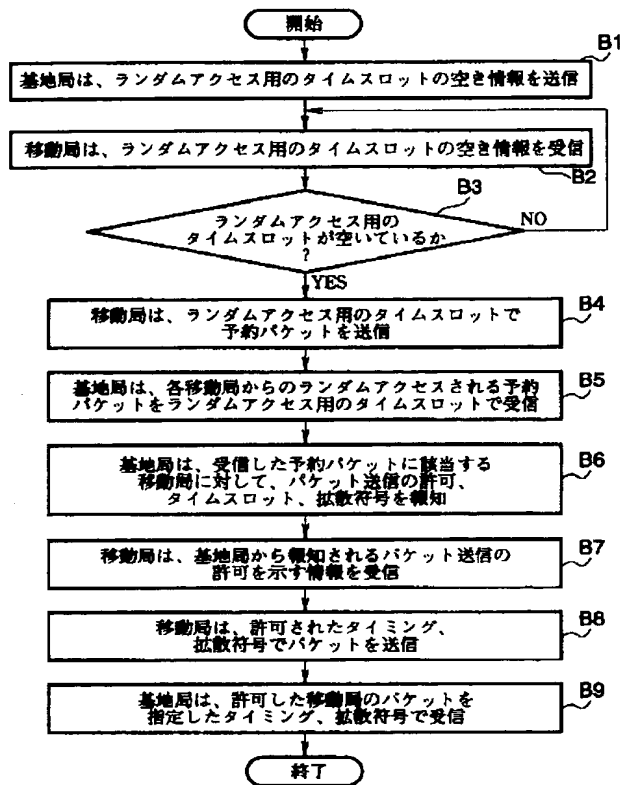 開始
B1
基地局は、ランダムアクセス用のタイムスロットの空き情報を送信
移動局は、ランダムアクセス用のタイムスロットの空き情報を受信
B2
B3
ランダムアクセス用の
タイムスロットが空いているか
?
NO
YES
B4
移動局は、ランダムアクセス用のタイムスロットで
予約パケットを送信
B5
基地局は、各移動局からのランダムアクセスされる予約
パケットをランダムアクセス用のタイムスロットで受信
B6
基地局は、受信した予約パケットに該当する
移動局に対して、パケット送信の許可、
タイムスロット、拡散符号を報知
B7
移動局は、基地局から報知されるパケット送信の
許可を示す情報を受信
B8
移動局は、許可されたタイミング、
拡散符号でパケットを送信
B9
基地局は、許可した移動局のパケットを
指定したタイミング、拡散符号で受信
終了